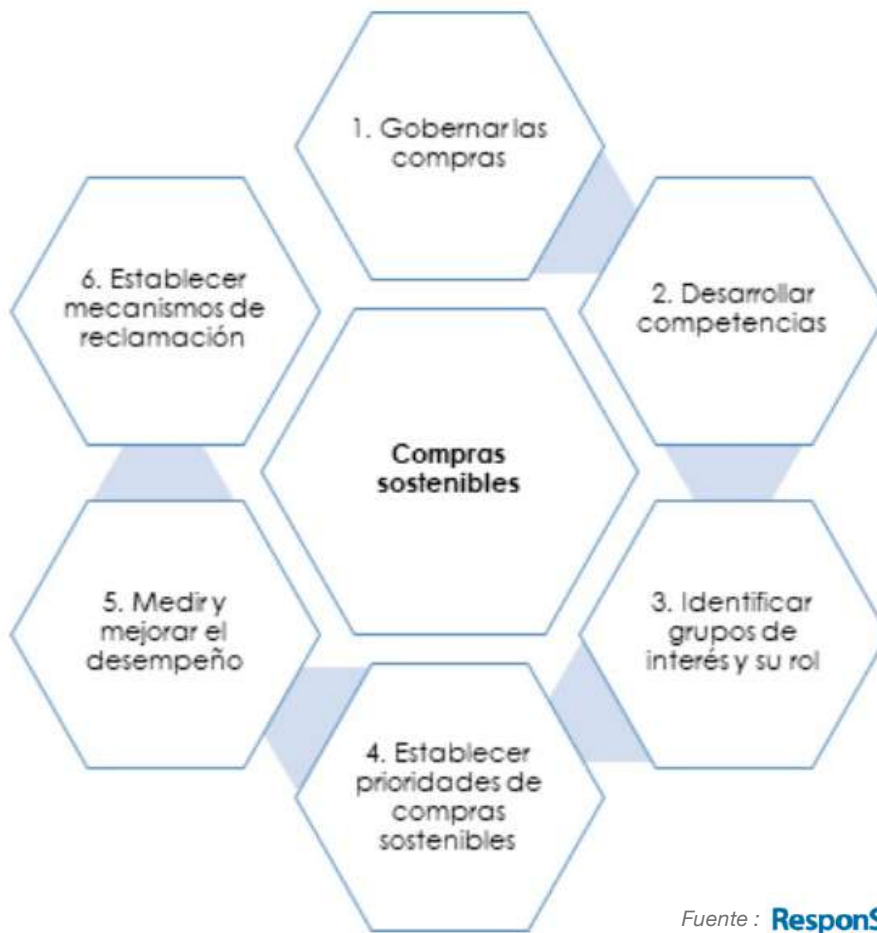 1. Gobernar las
compras
2. Desarrollar
competencias
3. Identificar
grupos de
interés y su rol
4. Establecer
prioridades de
compras
sostenibles
5. Medir y
mejorar el
desempeño
6. Establecer
mecanismos de
reclamación
Compras
sostenibles
Fuente : ResponS